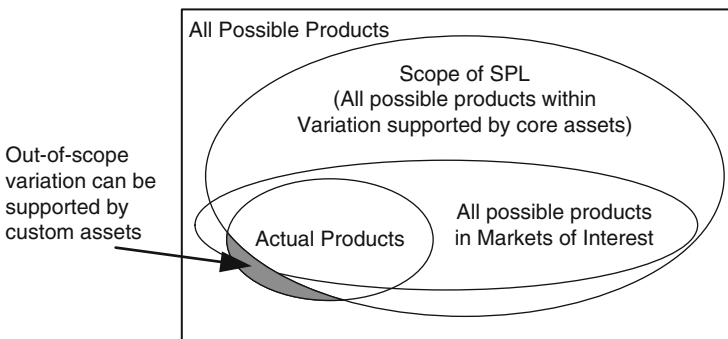 All Possible Products
Scope of SPL
(All possible products within
Variation supported by core assets)
Out-of-scope
variation can be
supported by
custom assets
Actual Products
All possible products
in Markets of Interest